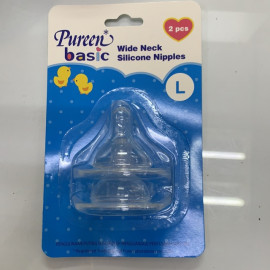 Pureen
basic
2 pcs
Wide Neck
Silicone Nipples
L